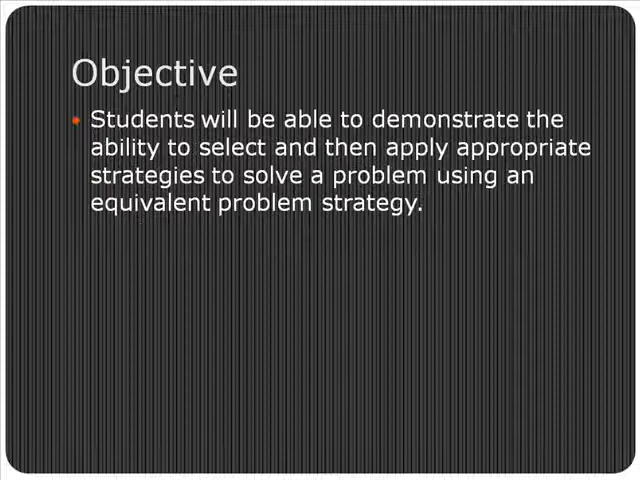 Objective
Students will be able to demonstrate the
ability to select and then apply appropriate
strategies to solve a problem using an
equivalent problem strategy.